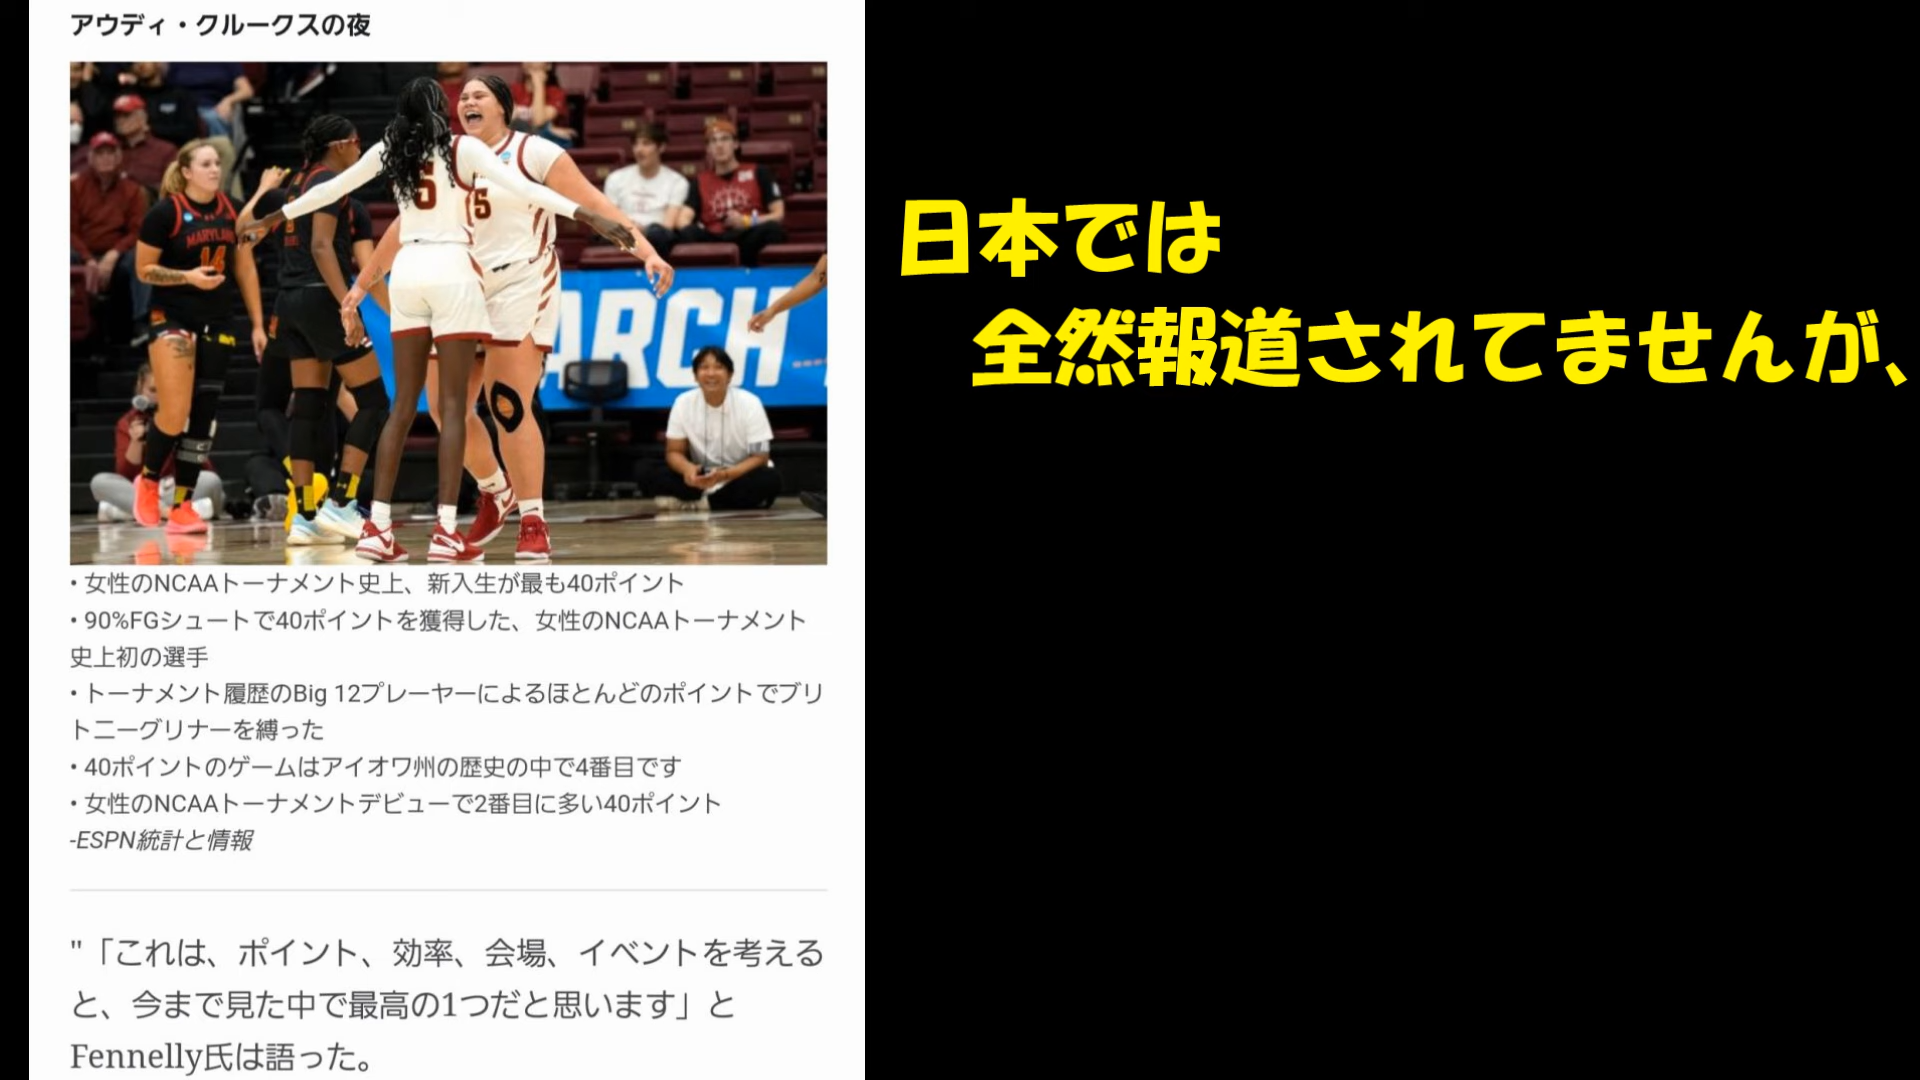 アウディ・クルークスの夜
MARYLAND
14
5
5
ARCH
• 女性のNCAAトーナメント史上、新入生が最も40ポイント
• 90%FGシュートで40ポイントを獲得した、女性のNCAAトーナメント
史上初の選手
• トーナメント履歴のBig 12プレーヤーによるほとんどのポイントでブリ
トニーグリナーを縛った
• 40ポイントのゲームはアイオワ州の歴史の中で4番目です
• 女性のNCAAトーナメントデビューで2番目に多い40ポイント
-ESPN統計と情報
"「これは、ポイント、効率、会場、イベントを考える
と、今まで見た中で最高の1つだと思います」と
Fennelly氏は語った。
日本では
全然報道されてませんが、